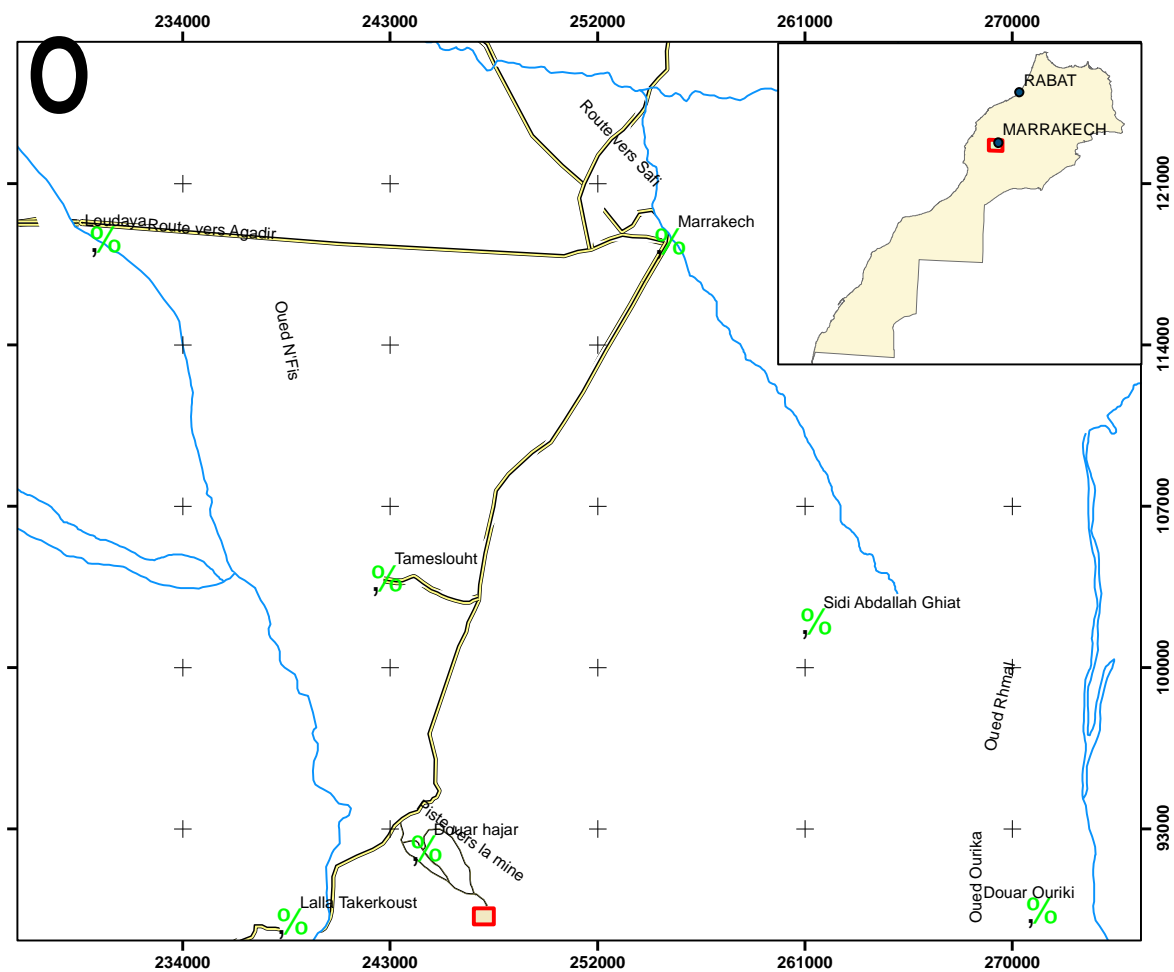 234000
243000
252000
261000
270000
O
RABAT
MARRAKECH
Route vers Safi
121000
Loudaya
Route vers Agadir
Marrakech
,%
,%
Oued N'Fis
114000
107000
Tameslouht
,%
Sidi Abdallah Ghiat
,%
100000
Oued Rhmal
Piste vers la mine
Douar hajar
,%
93000
Oued Ourika
Douar Ouriki
,%
Lalla Takerkoust
,%
234000
243000
252000
261000
270000